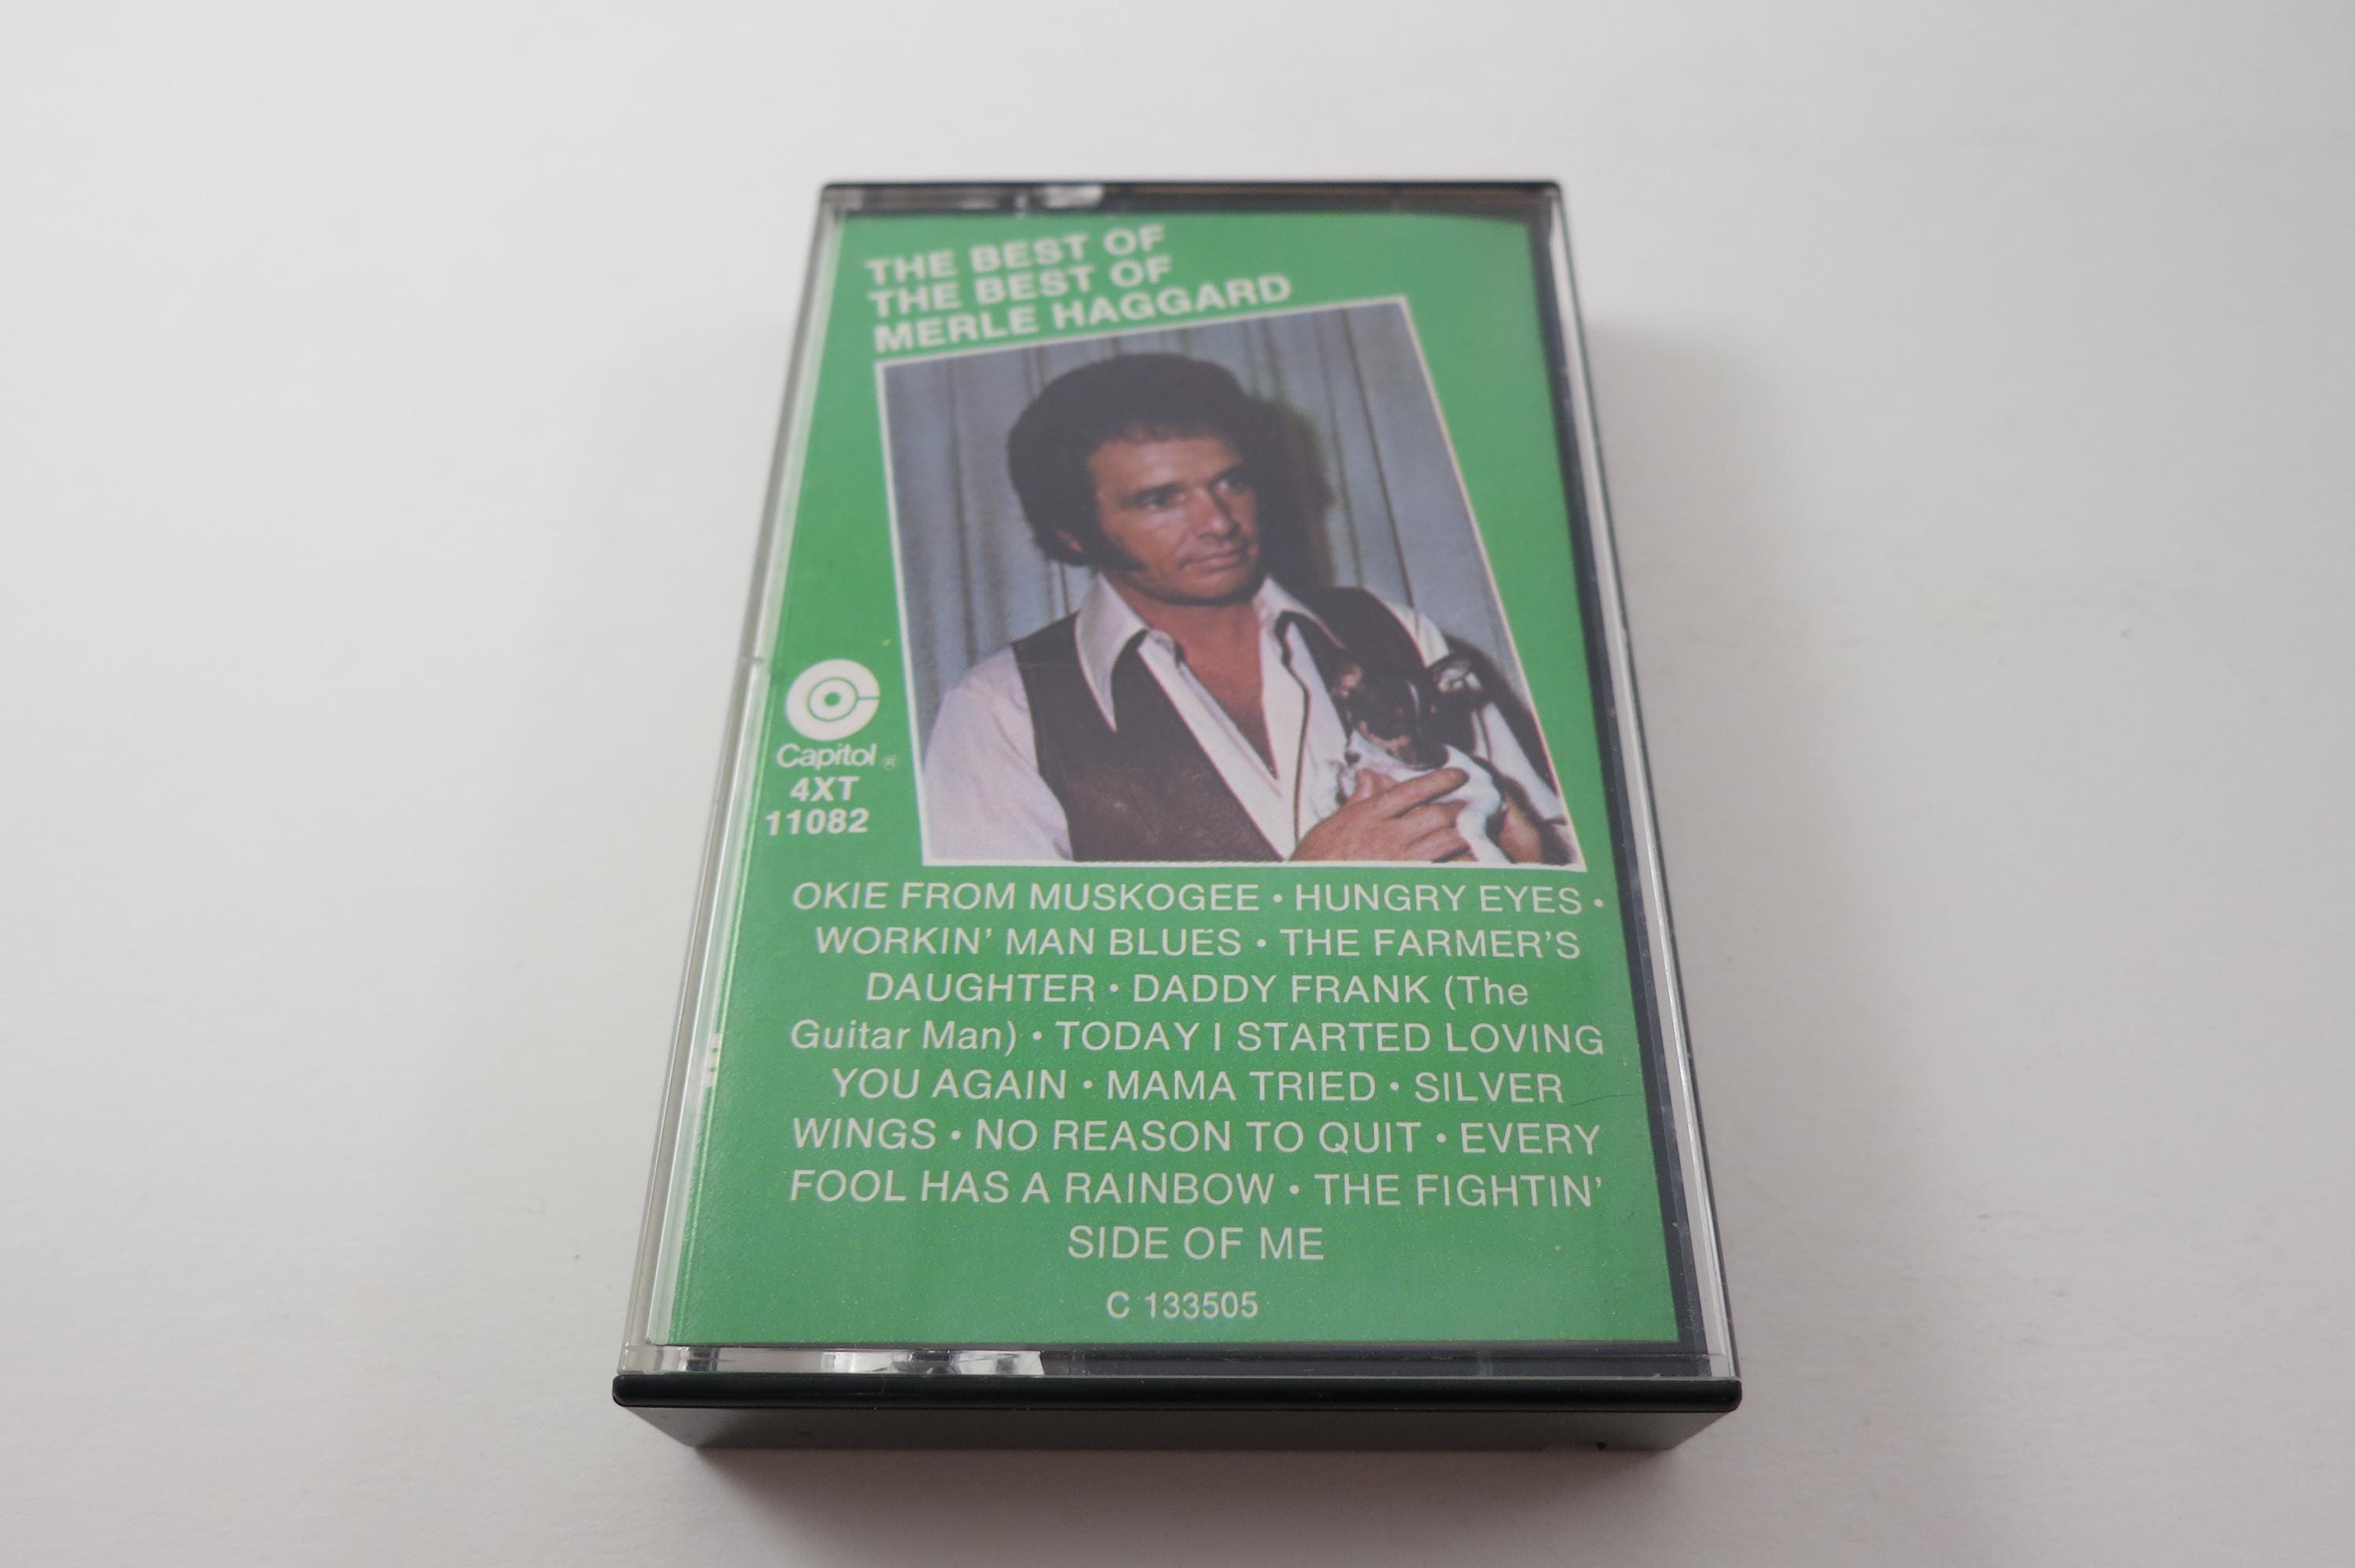 THE BEST OF
THE BEST OF
MERLE HAGGARD
Capitol ®
4XT
11082
OKIE FROM MUSKOGEE • HUNGRY EYES •
WORKIN' MAN BLUES • THE FARMER'S
DAUGHTER • DADDY FRANK (The
Guitar Man) • TODAY I STARTED LOVING
YOU AGAIN • MAMA TRIED • SILVER
WINGS • NO REASON TO QUIT • EVERY
FOOL HAS A RAINBOW • THE FIGHTIN'
SIDE OF ME
C 133505